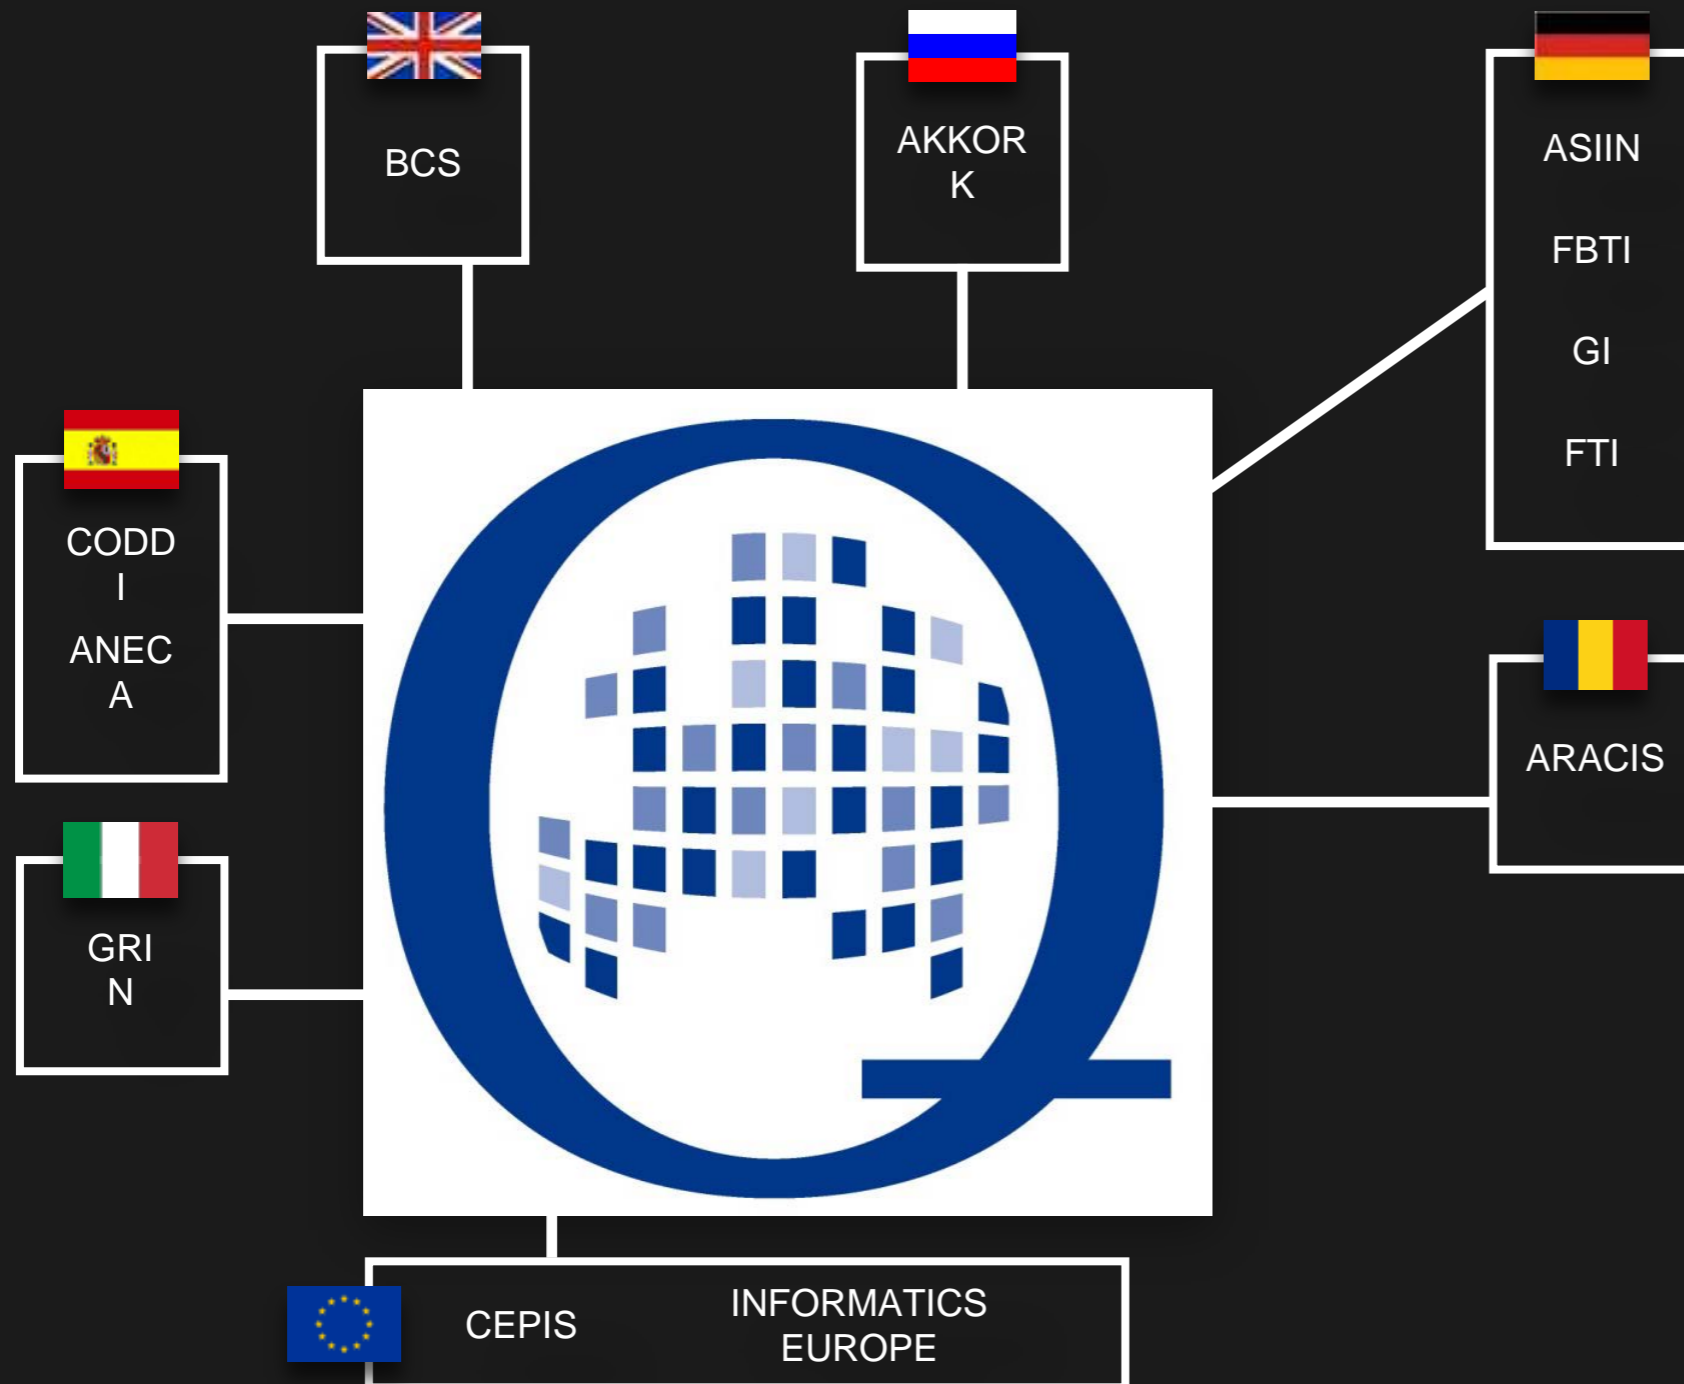 BCS
AKKOR
K
ASIIN
FBTI
GI
FTI
CODD
I
ANEC
A
ARACIS
GRI
N
CEPIS
INFORMATICS
EUROPE